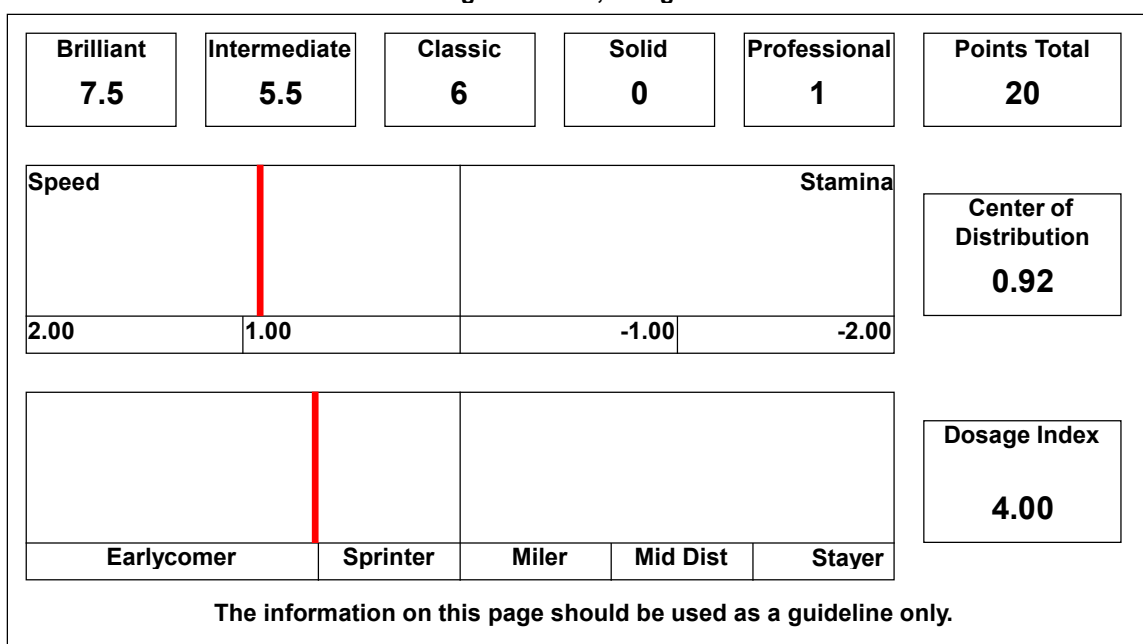 Brilliant Intermediate Classic Solid Professional Points Total
7.5 5.5 6 0 1 20
Speed Stamina
2.00 1.00 -1.00 -2.00
Center of
Distribution
0.92
Earlycomer Sprinter Miler Mid Dist Stayer
Dosage Index
4.00
The information on this page should be used as a guideline only.